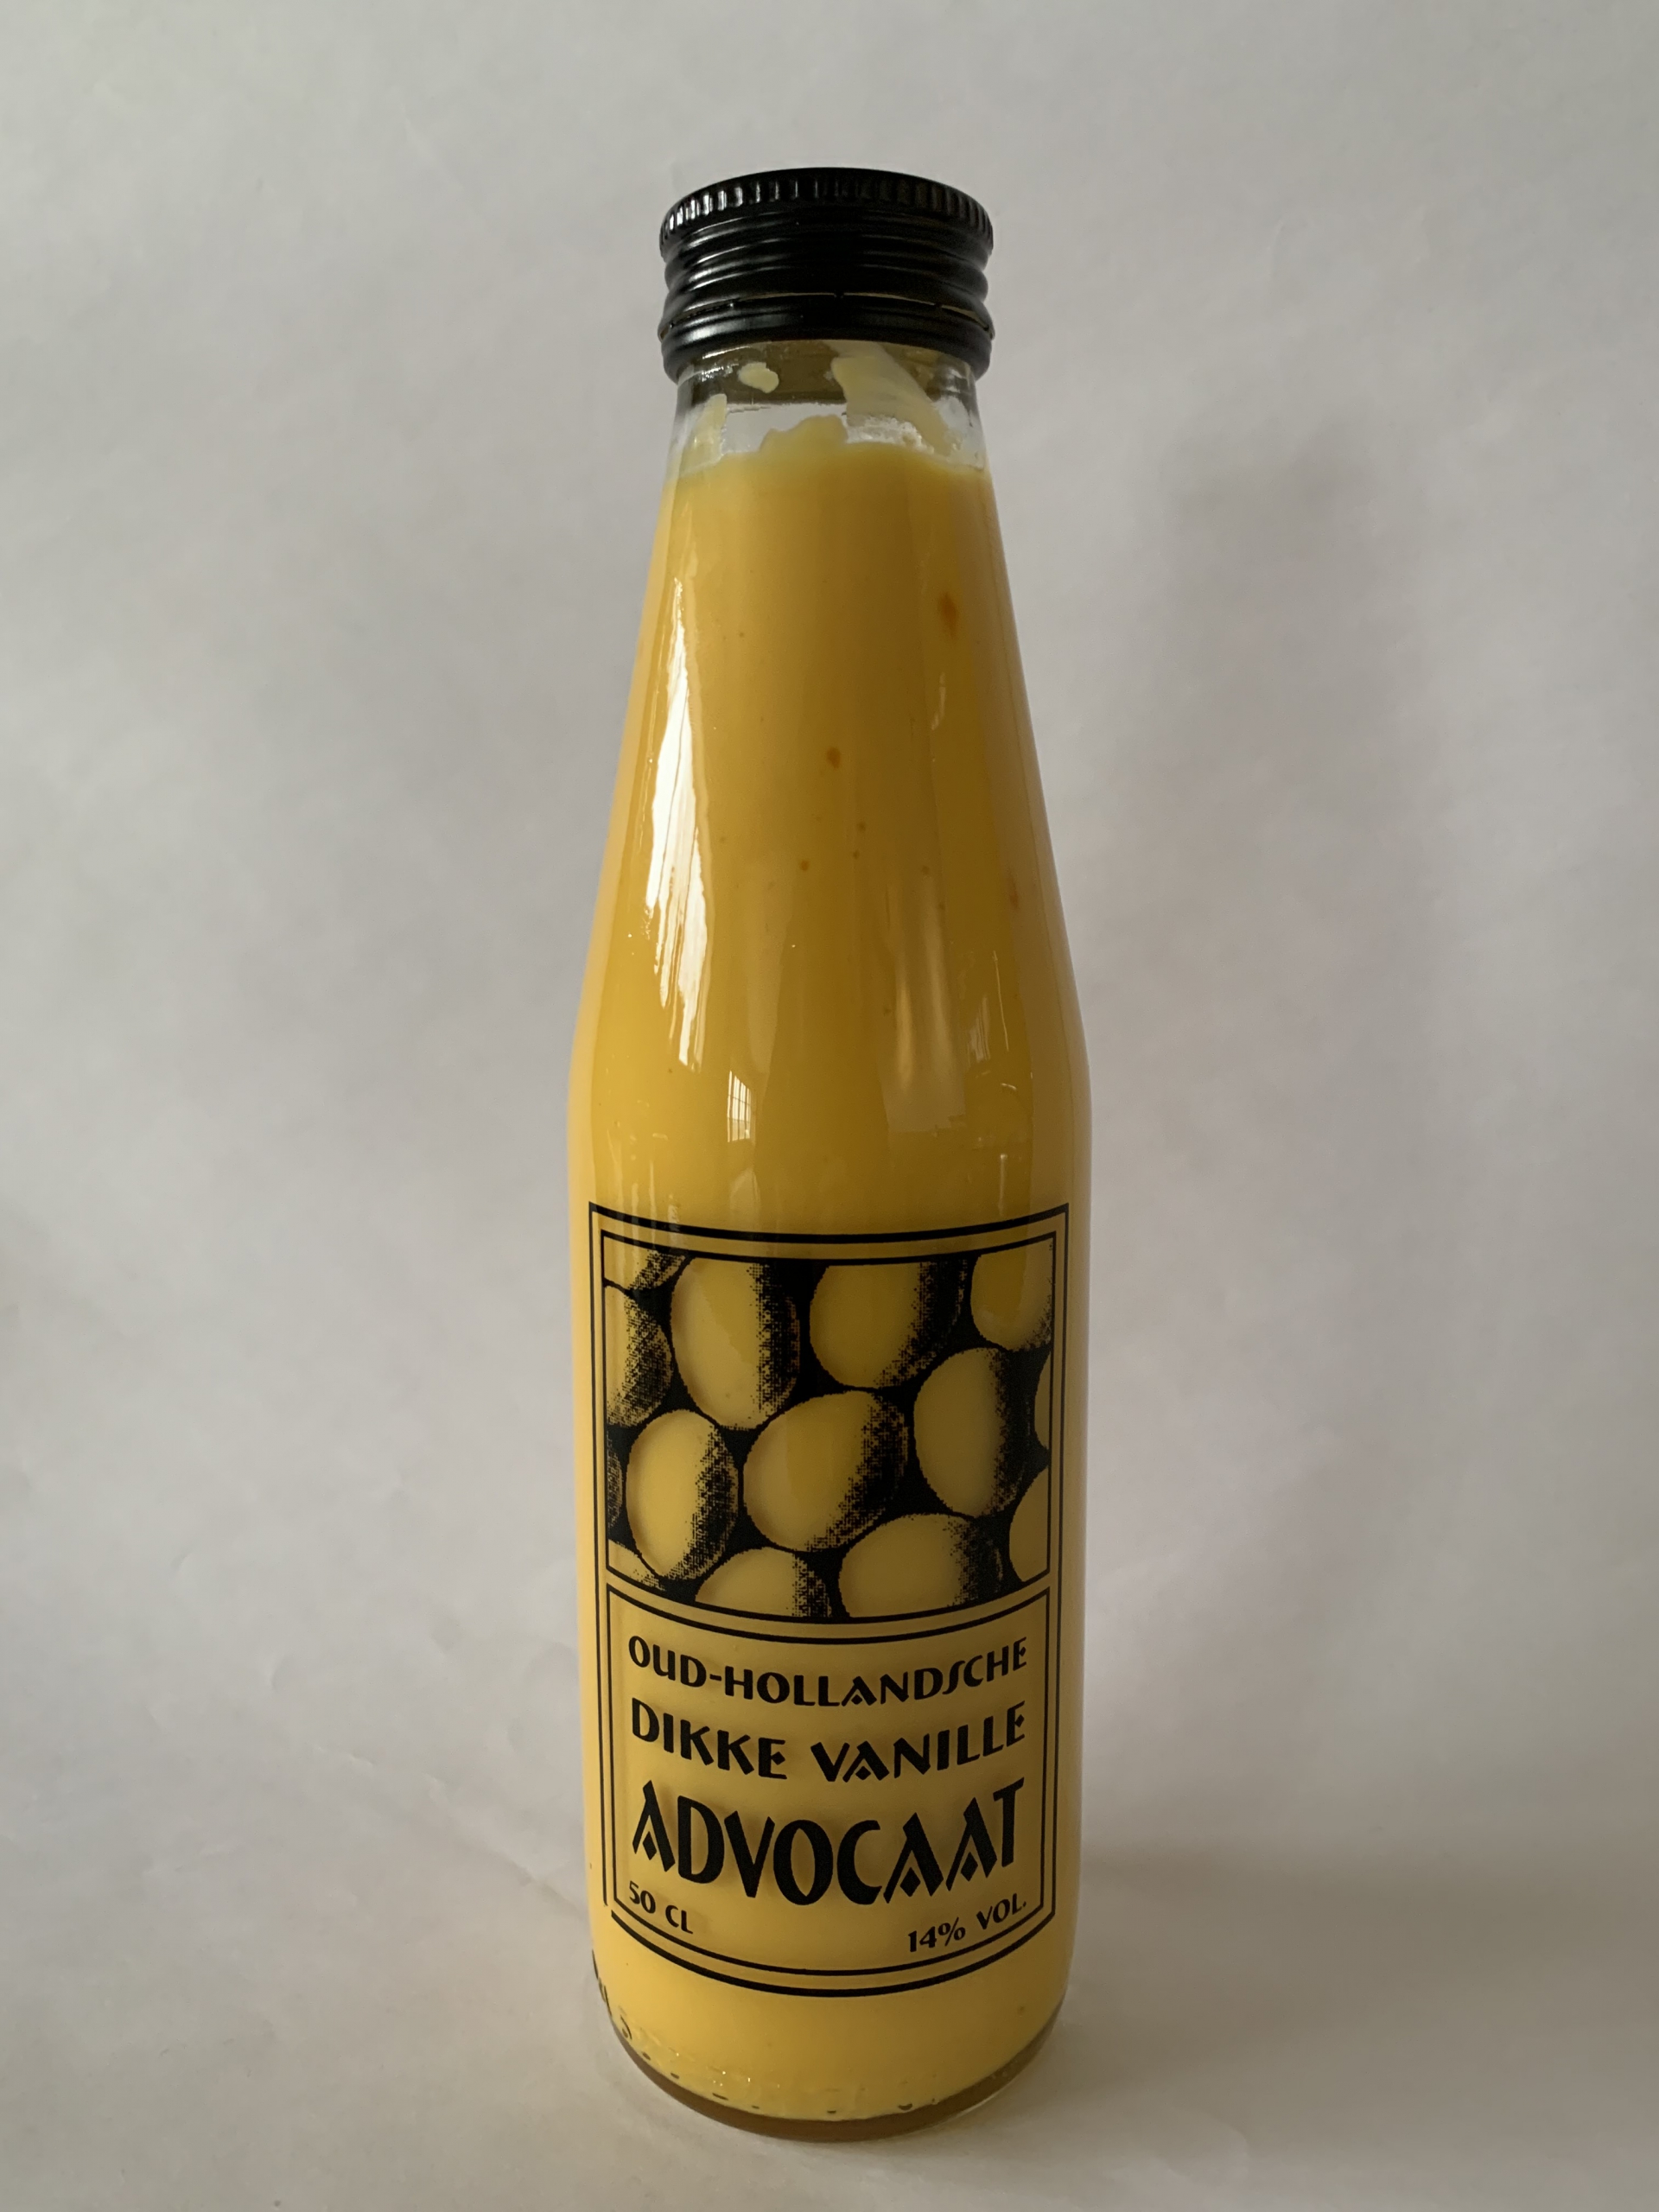 OUD-HOLLANDSCHE
DIKKE VANILLE
ADVOCAAT
50 CL
14% VOL.